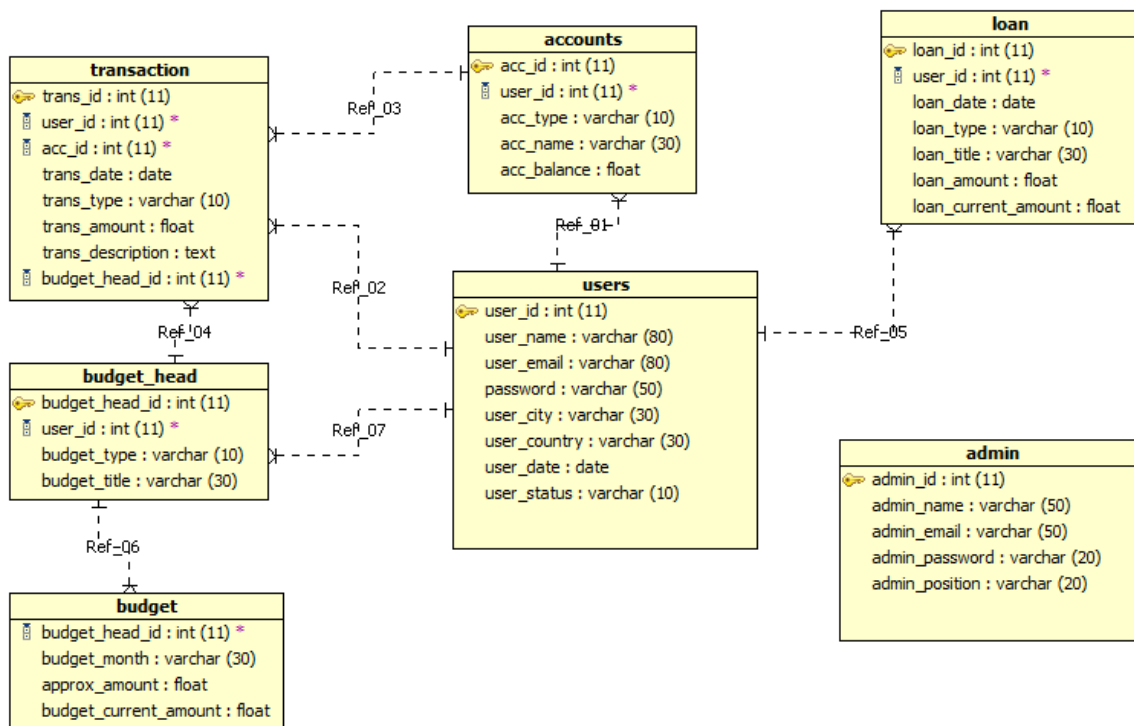 transaction
trans_id : int (11)
user_id : int (11) *
acc_id : int (11) *
trans_date : date
trans_type : varchar (10)
trans_amount : float
trans_description : text
budget_head_id : int (11) *
Ref_03
accounts
acc_id : int (11)
user_id : int (11) *
acc_type : varchar (10)
acc_name : varchar (30)
acc_balance : float
loan
loan_id : int (11)
user_id : int (11) *
loan_date : date
loan_type : varchar (10)
loan_title : varchar (30)
loan_amount : float
loan_current_amount : float
Ref_01
Ref_02
Ref_04
Ref_05
users
user_id : int (11)
user_name : varchar (80)
user_email : varchar (80)
password : varchar (50)
user_city : varchar (30)
user_country : varchar (30)
user_date : date
user_status : varchar (10)
budget_head
budget_head_id : int (11)
user_id : int (11) *
budget_type : varchar (10)
budget_title : varchar (30)
Ref_07
admin
admin_id : int (11)
admin_name : varchar (50)
admin_email : varchar (50)
admin_password : varchar (20)
admin_position : varchar (20)
Ref_06
budget
budget_head_id : int (11) *
budget_month : varchar (30)
approx_amount : float
budget_current_amount : float